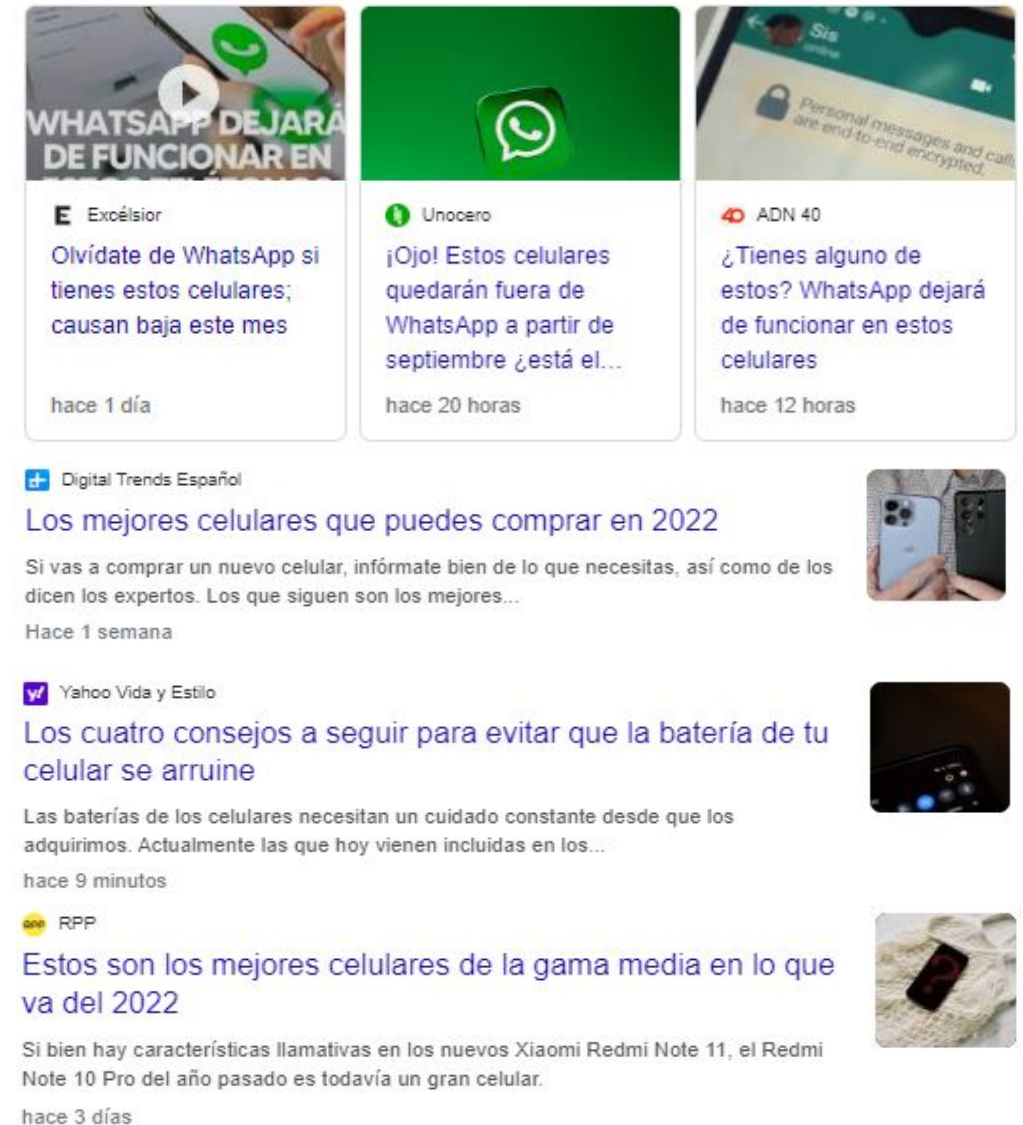 WHATSAPP DEJARÁ
DE FUNCIONAR EN
Sis
online
Personal messages and calls
are end-to-end encrypted.
E Excélsior
Olvídate de WhatsApp si
tienes estos celulares;
causan baja este mes
hace 1 día
Unocero
¡Ojo! Estos celulares
quedarán fuera de
WhatsApp a partir de
septiembre ¿está el...
hace 20 horas
40 ADN 40
¿Tienes alguno de
estos? WhatsApp dejará
de funcionar en estos
celulares
hace 12 horas
Digital Trends Español
Los mejores celulares que puedes comprar en 2022
Si vas a comprar un nuevo celular, infórmate bien de lo que necesitas, así como de los
dicen los expertos. Los que siguen son los mejores...
Hace 1 semana
y! Yahoo Vida y Estilo
Los cuatro consejos a seguir para evitar que la batería de tu
celular se arruine
Las baterías de los celulares necesitan un cuidado constante desde que los
adquirimos. Actualmente las que hoy vienen incluidas en los...
hace 9 minutos
RPP RPP
Estos son los mejores celulares de la gama media en lo que
va del 2022
Si bien hay características llamativas en los nuevos Xiaomi Redmi Note 11, el Redmi
Note 10 Pro del año pasado es todavía un gran celular.
hace 3 días